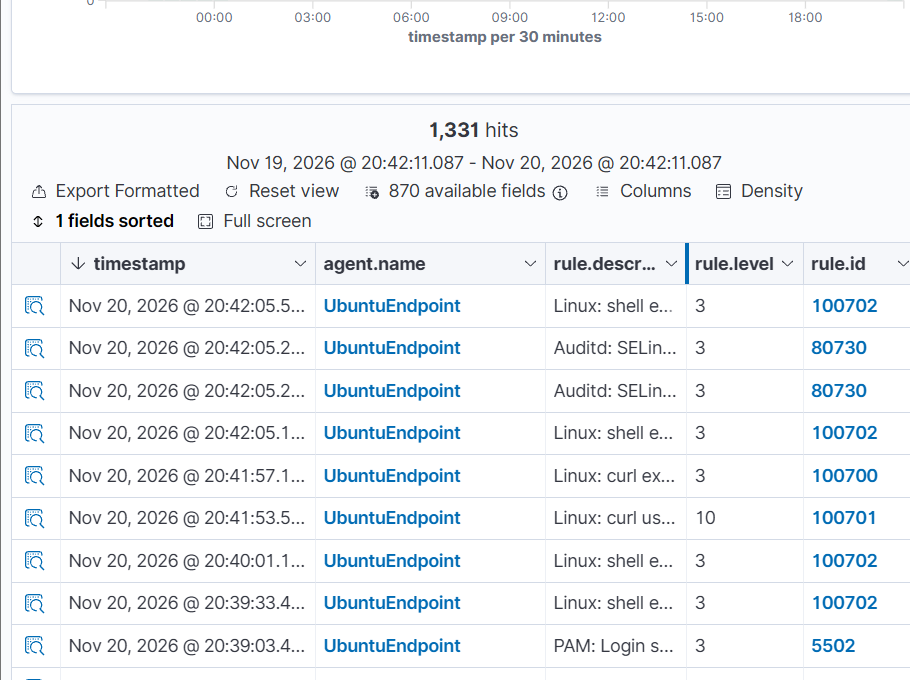 0
00:00 03:00 06:00 09:00 12:00 15:00 18:00
timestamp per 30 minutes
1,331 hits
Nov 19, 2026 @ 20:42:11.087 - Nov 20, 2026 @ 20:42:11.087
Export Formatted Reset view 870 available fields Columns Density
1 fields sorted Full screen
timestamp agent.name rule.descr... rule.level rule.id
Nov 20, 2026 @ 20:42:05.5... UbuntuEndpoint Linux: shell e... 3 100702
Nov 20, 2026 @ 20:42:05.2... UbuntuEndpoint Auditd: SELin... 3 80730
Nov 20, 2026 @ 20:42:05.2... UbuntuEndpoint Auditd: SELin... 3 80730
Nov 20, 2026 @ 20:42:05.1... UbuntuEndpoint Linux: shell e... 3 100702
Nov 20, 2026 @ 20:41:57.1... UbuntuEndpoint Linux: curl ex... 3 100700
Nov 20, 2026 @ 20:41:53.5... UbuntuEndpoint Linux: curl us... 10 100701
Nov 20, 2026 @ 20:40:01.1... UbuntuEndpoint Linux: shell e... 3 100702
Nov 20, 2026 @ 20:39:33.4... UbuntuEndpoint Linux: shell e... 3 100702
Nov 20, 2026 @ 20:39:03.4... UbuntuEndpoint PAM: Login s... 3 5502